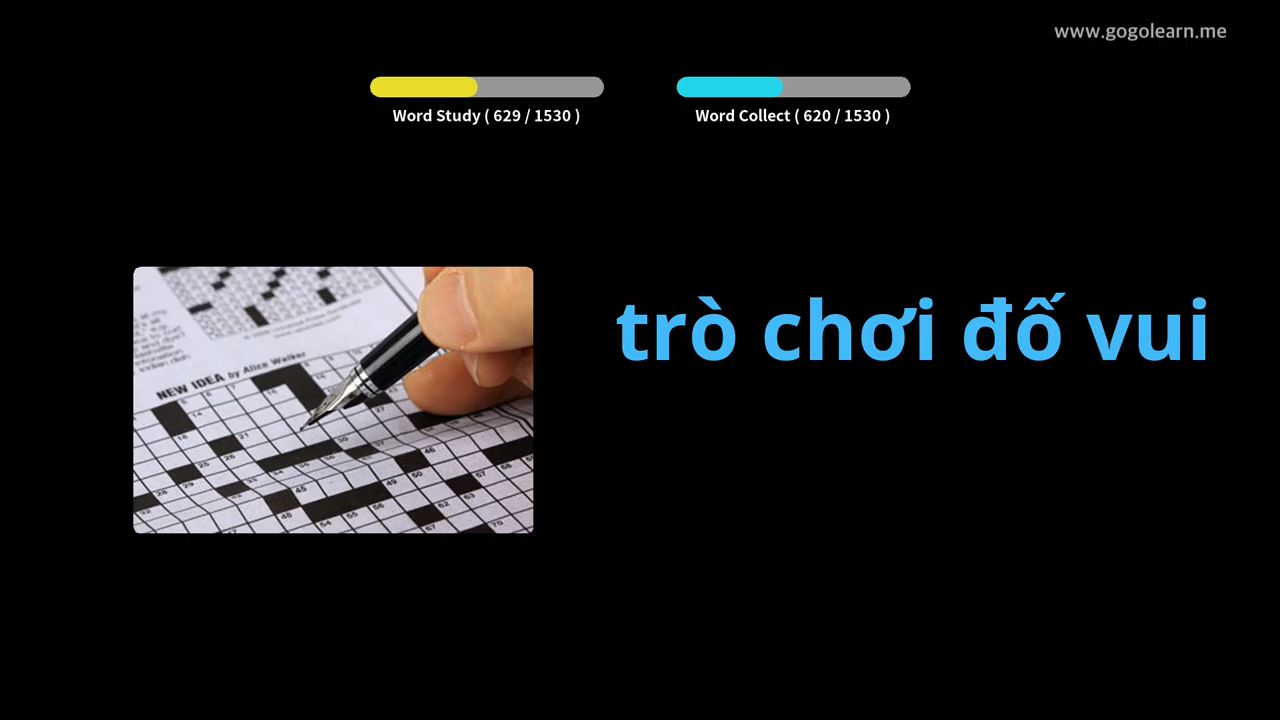 www.gogolearn.me
Word Study ( 629 / 1530 )
Word Collect ( 620 / 1530 )
trò chơi đố vui
NEW IDEA by Alice Walker